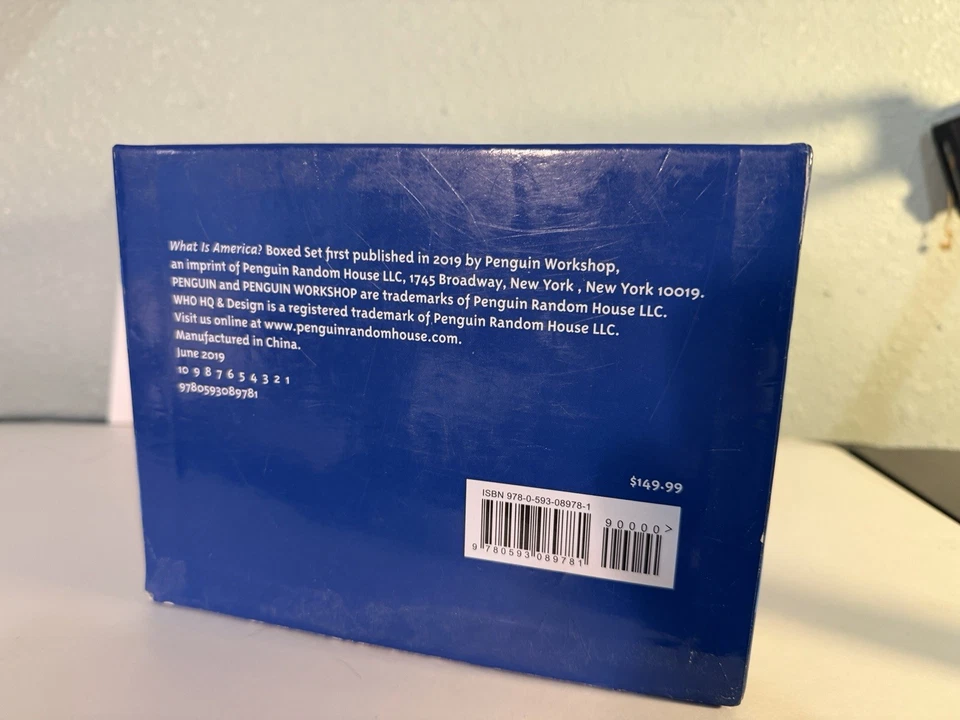 What Is America? Boxed Set first published in 2019 by Penguin Workshop,
an imprint of Penguin Random House LLC, 1745 Broadway, New York , New York 10019.
PENGUIN and PENGUIN WORKSHOP are trademarks of Penguin Random House LLC.
WHO HQ & Design is a registered trademark of Penguin Random House LLC.
Visit us online at www.penguinrandomhouse.com.
Manufactured in China.
June 2019
10 9 8 7 6 5 4 3 2 1
9780593089781
$149.99
ISBN 978-0-593-08978-1
90000>
9 780593 089781